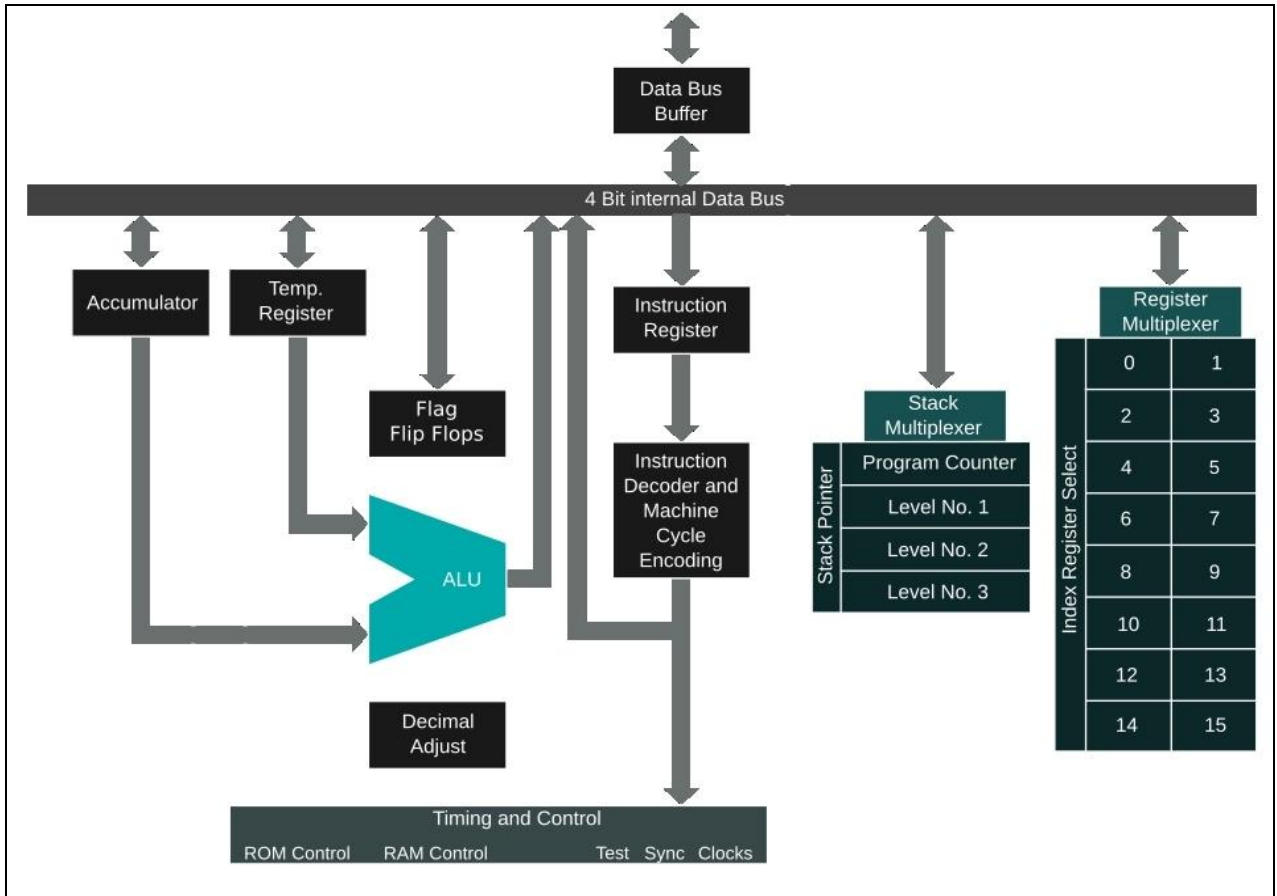 Data Bus
Buffer
4 Bit internal Data Bus
Accumulator
Temp.
Register
Flag
Flip Flops
ALU
Decimal
Adjust
Instruction
Register
Instruction
Decoder and
Machine
Cycle
Encoding
Stack
Multiplexer
Stack Pointer
Program Counter
Level No. 1
Level No. 2
Level No. 3
Register
Multiplexer
Index Register Select
0 1
2 3
4 5
6 7
8 9
10 11
12 13
14 15
Timing and Control
ROM Control RAM Control Test Sync Clocks